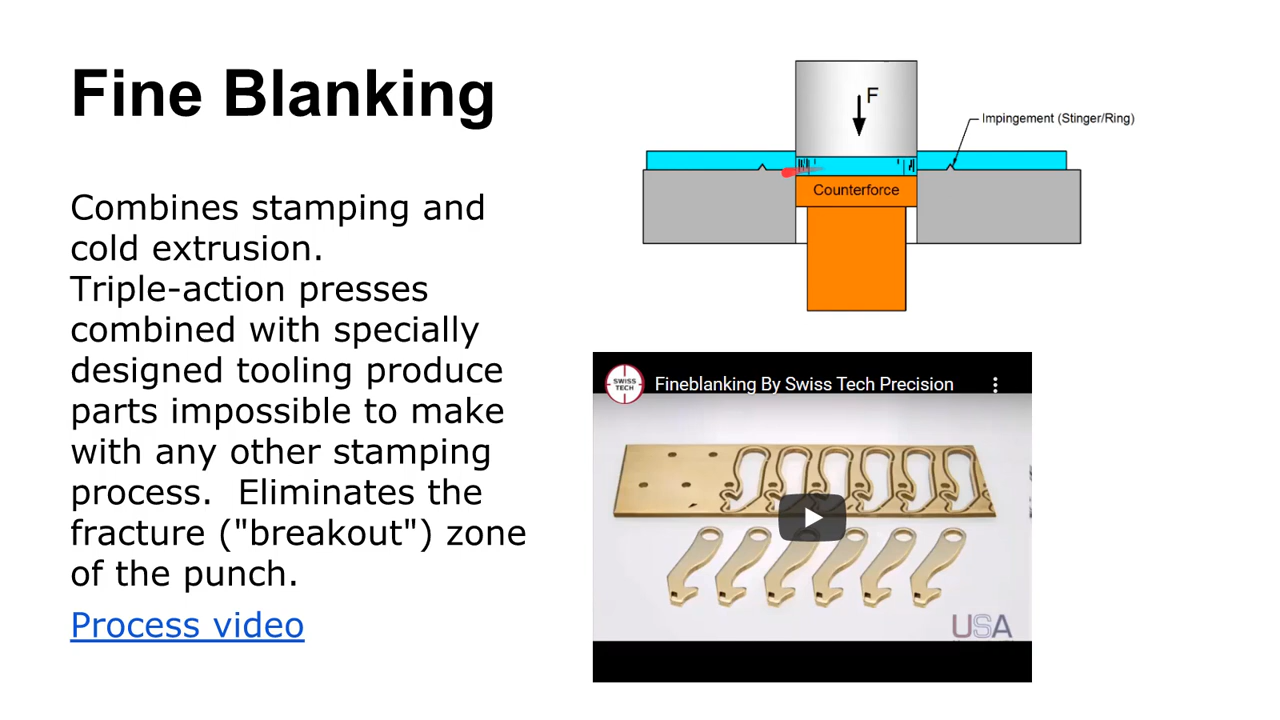 Fine Blanking
Combines stamping and
cold extrusion.
Triple-action presses
combined with specially
designed tooling produce
parts impossible to make
with any other stamping
process.  Eliminates the
fracture ("breakout") zone
of the punch.
Process video
F
Impingement (Stinger/Ring)
Counterforce
SWISS
TECH
Fineblanking By Swiss Tech Precision
USA